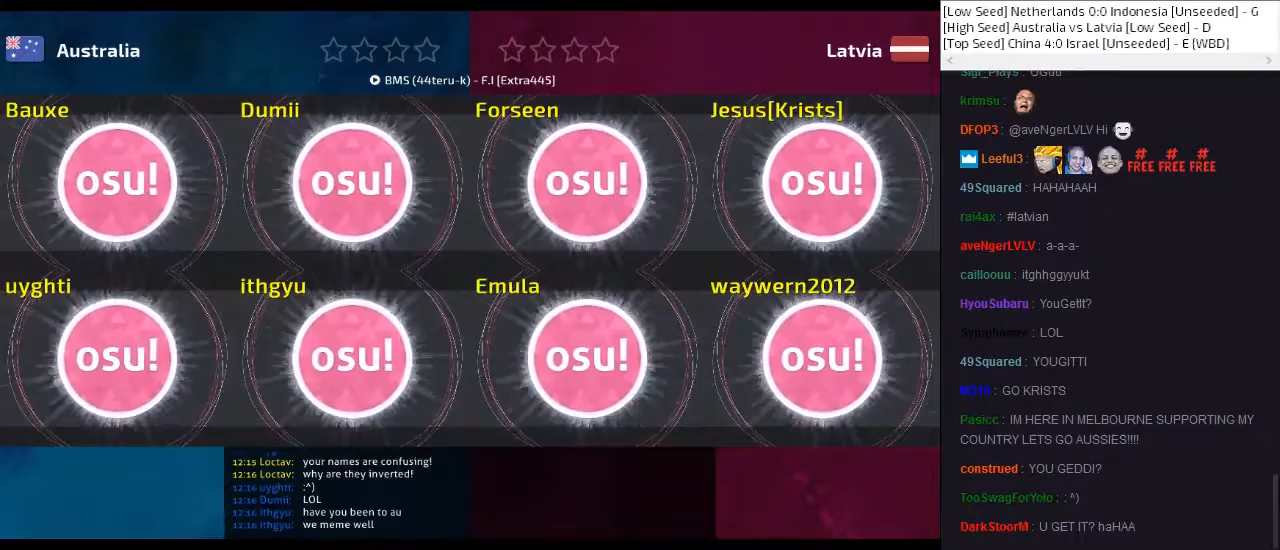 Australia
Latvia
BMS (44teru-k) - F.I [Extra445]
Bauxe
Dumii
Forseen
Jesus[Krists]
osu!
osu!
osu!
osu!
uyghti
ithgyu
Emula
waywern2012
osu!
osu!
osu!
osu!
12:15 Loctav: your names are confusing!
12:16 Loctav: why are they inverted!
12:16 uyghti: :^)
12:16 Dumii: LOL
12:16 ithgyu: have you been to au
12:16 ithgyu: we meme well
[Low Seed] Netherlands 0:0 Indonesia [Unseeded] - G
[High Seed] Australia vs Latvia [Low Seed] - D
[Top Seed] China 4:0 Israel [Unseeded] - E {WBD}
krimsu :
DFOP3 : @aveNgerLVLV Hi
Leeful3 : # FREE # FREE # FREE
49Squared : HAHAHAAH
rai4ax : #latvian
aveNgerLVLV : a-a-a-
cailloouu : itghhggyyukt
HyouSubaru : YouGetIt?
: LOL
49Squared : YOUGITTI
: GO KRISTS
Pasicc : IM HERE IN MELBOURNE SUPPORTING MY
COUNTRY LETS GO AUSSIES!!!!
construed : YOU GEDDI?
TooSwagForYolo : : ^)
DarkStoorM : U GET IT? haHAA